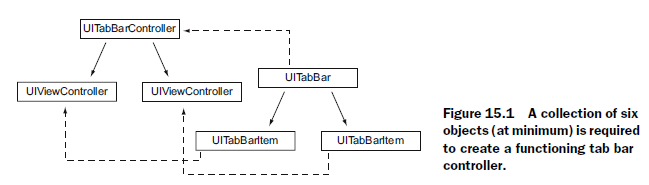 UITabBarController
UIViewController
UIViewController
UITabBar
UITabBarItem
UITabBarItem
Figure 15.1 A collection of six
objects (at minimum) is required
to create a functioning tab bar
controller.